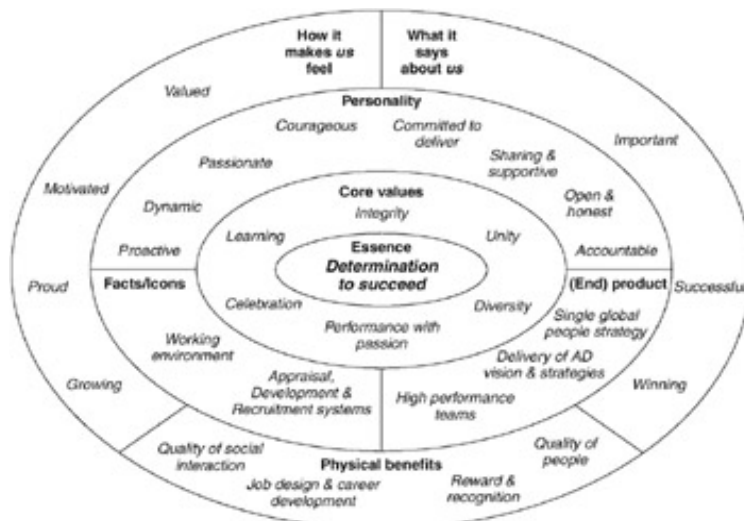 How it
makes us
feel
What it
says
about us
Valued
Personality
Courageous
Committed to
deliver
Important
Passionate
Sharing &
supportive
Motivated
Core values
Integrity
Open &
honest
Dynamic
Learning
Unity
Proactive
Essence
Determination
to succeed
Accountable
Proud
Facts/Icons
(End) product
Successful
Celebration
Diversity
Single global
people strategy
Performance with
passion
Working
environment
Delivery of AD
vision & strategies
Growing
Appraisal,
Development &
Recruitment systems
High performance
teams
Winning
Quality of social
interaction
Physical benefits
Quality of
people
Job design & career
development
Reward &
recognition